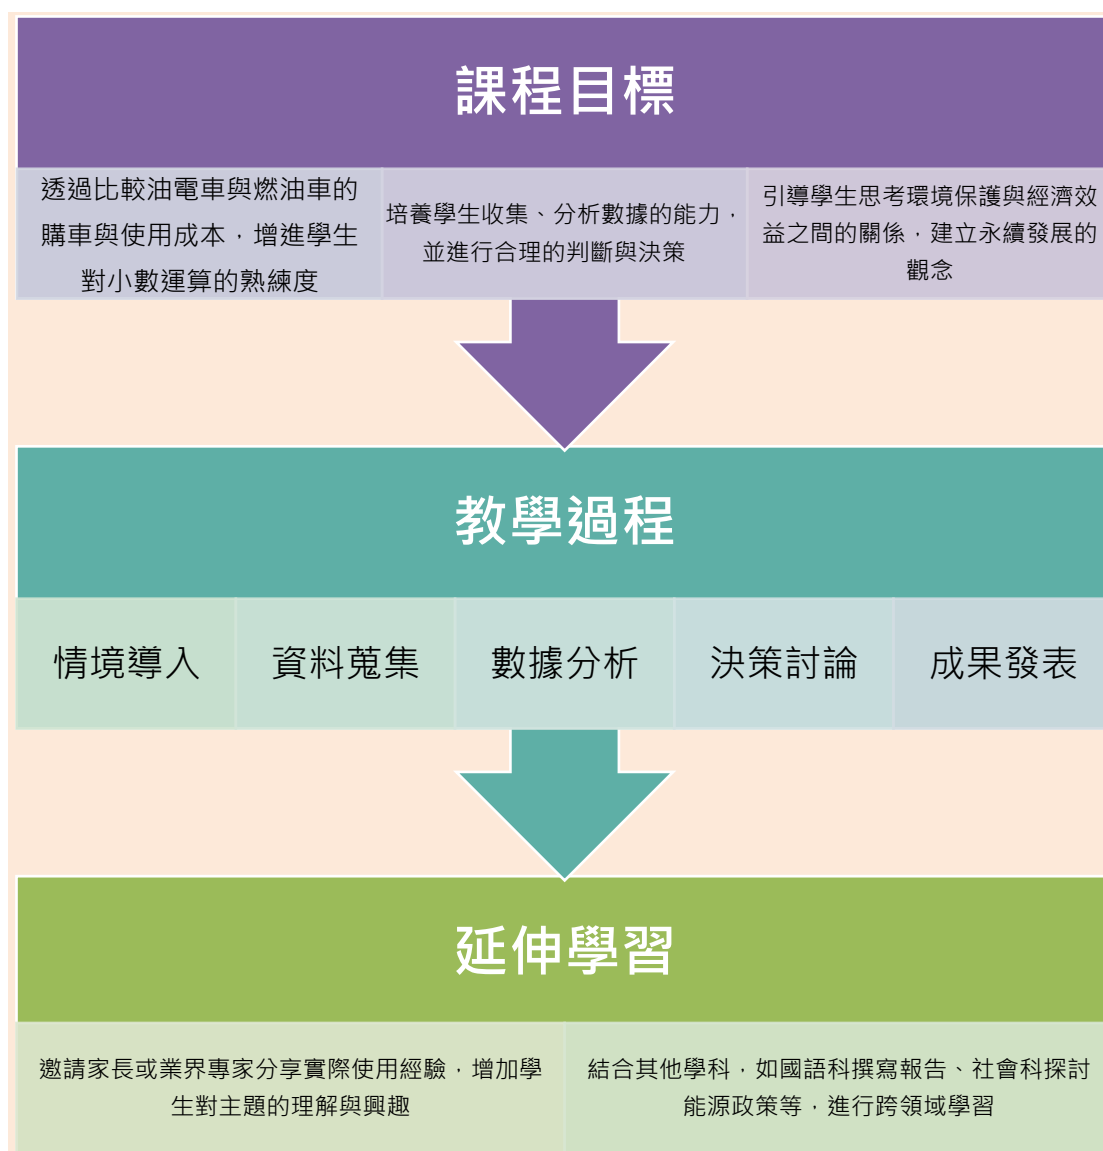 課程目標
透過比較油電車與燃油車的
購車與使用成本，增進學生
對小數運算的熟練度
培養學生收集、分析數據的能力，
並進行合理的判斷與決策
引導學生思考環境保護與經濟效
益之間的關係，建立永續發展的
觀念
教學過程
情境導入
資料蒐集
數據分析
決策討論
成果發表
延伸學習
邀請家長或業界專家分享實際使用經驗，增加學
生對主題的理解與興趣
結合其他學科，如國語科撰寫報告、社會科探討
能源政策等，進行跨領域學習